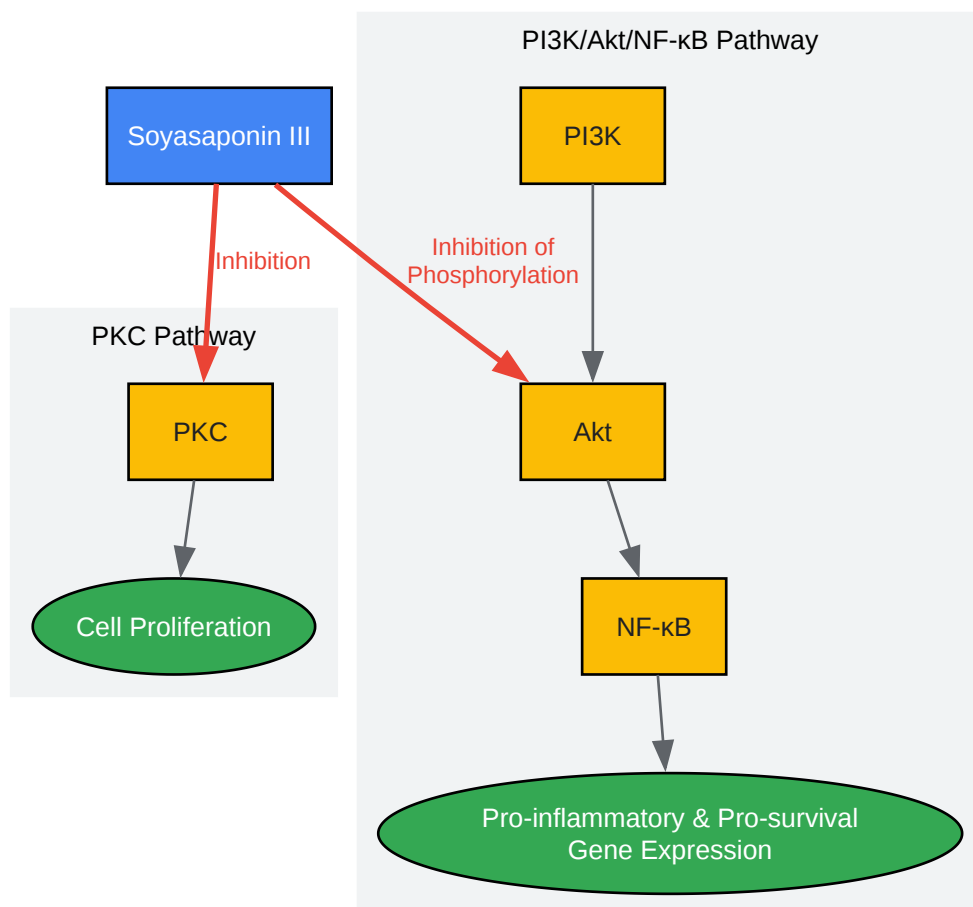 PI3K/Akt/NF-κB Pathway
Soyasaponin III
PI3K
Inhibition
Inhibition of
Phosphorylation
PKC Pathway
PKC
Akt
Cell Proliferation
NF-κB
Pro-inflammatory & Pro-survival
Gene Expression